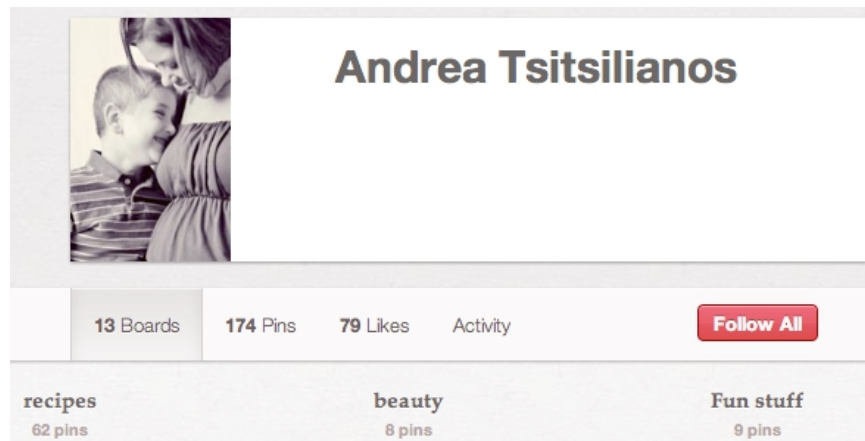 Andrea Tsitsilianos
13 Boards 174 Pins 79 Likes Activity Follow All
recipes beauty Fun stuff
62 pins 8 pins 9 pins